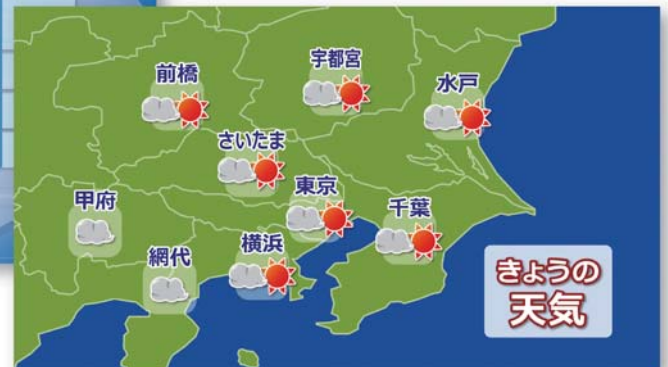 宇都宮
前橋
水戸
さいたま
東京
甲府
千葉
横浜
網代
きょうの
天気